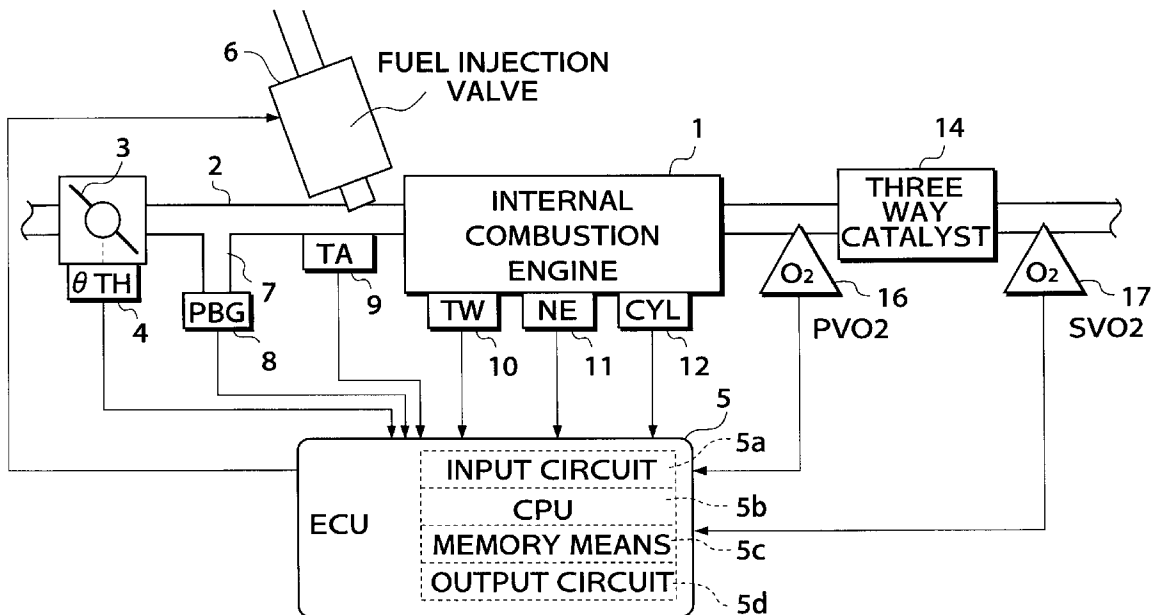 6
FUEL INJECTION
VALVE
3
2
1
14
INTERNAL
COMBUSTION
ENGINE
THREE
WAY
CATALYST
θ TH
4
7
PBG
8
TA
9
TW
10
NE
11
CYL
12
O2
16
PVO2
O2
17
SVO2
5
ECU
INPUT CIRCUIT
5a
CPU
5b
MEMORY MEANS
5c
OUTPUT CIRCUIT
5d